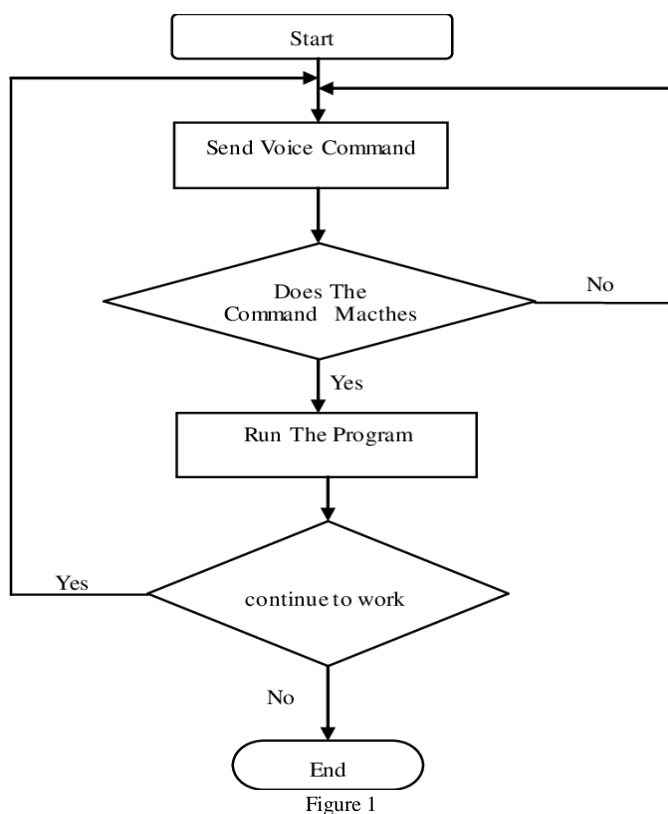 Start
Send Voice Command
Does The
Command Macthes
No
Yes
Run The Program
Yes
continue to work
No
End
Figure 1